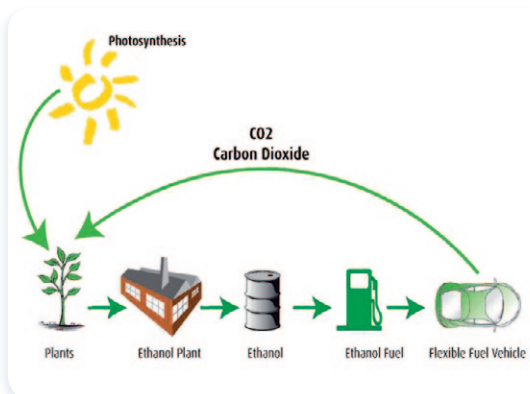 Photosynthesis
CO2
Carbon Dioxide
Plants
Ethanol Plant
Ethanol
Ethanol Fuel
Flexible Fuel Vehicle